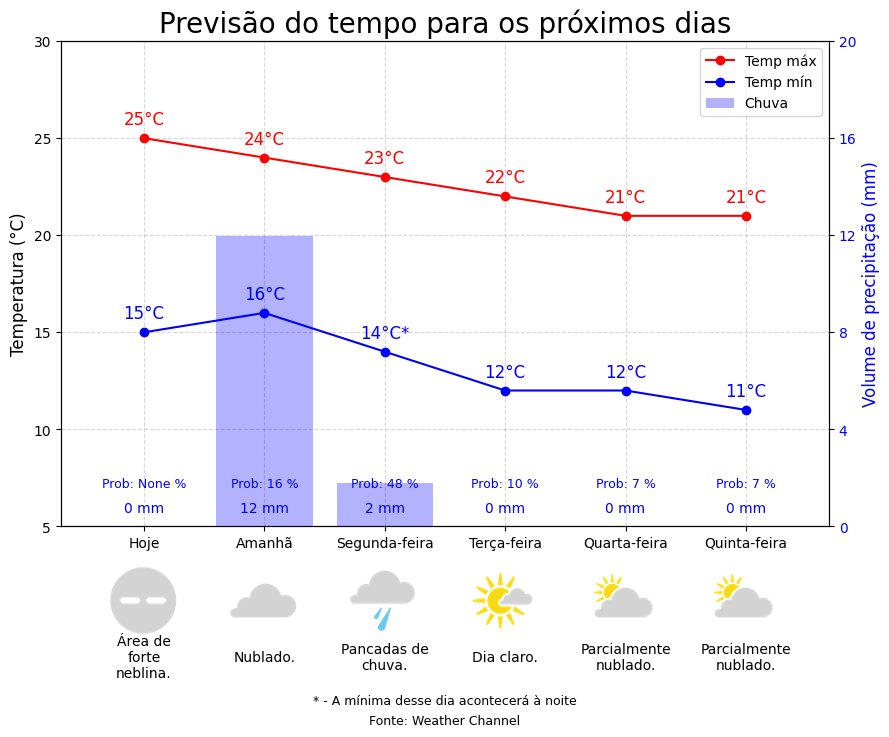 Previsão do tempo para os próximos dias
30
25
20
15
10
5
Temperatura (°C)
20
16
12
8
4
0
Volume de precipitação (mm)
Temp máx
Temp mín
Chuva
25°C
24°C
23°C
22°C
21°C
21°C
15°C
16°C
14°C*
12°C
12°C
11°C
Prob: None %
Prob: 16 %
Prob: 48 %
Prob: 10 %
Prob: 7 %
Prob: 7 %
0 mm
12 mm
2 mm
0 mm
0 mm
0 mm
Hoje
Amanhã
Segunda-feira
Terça-feira
Quarta-feira
Quinta-feira
Área de
forte
neblina.
Nublado.
Pancadas de
chuva.
Dia claro.
Parcialmente
nublado.
Parcialmente
nublado.
* - A mínima desse dia acontecerá à noite
Fonte: Weather Channel